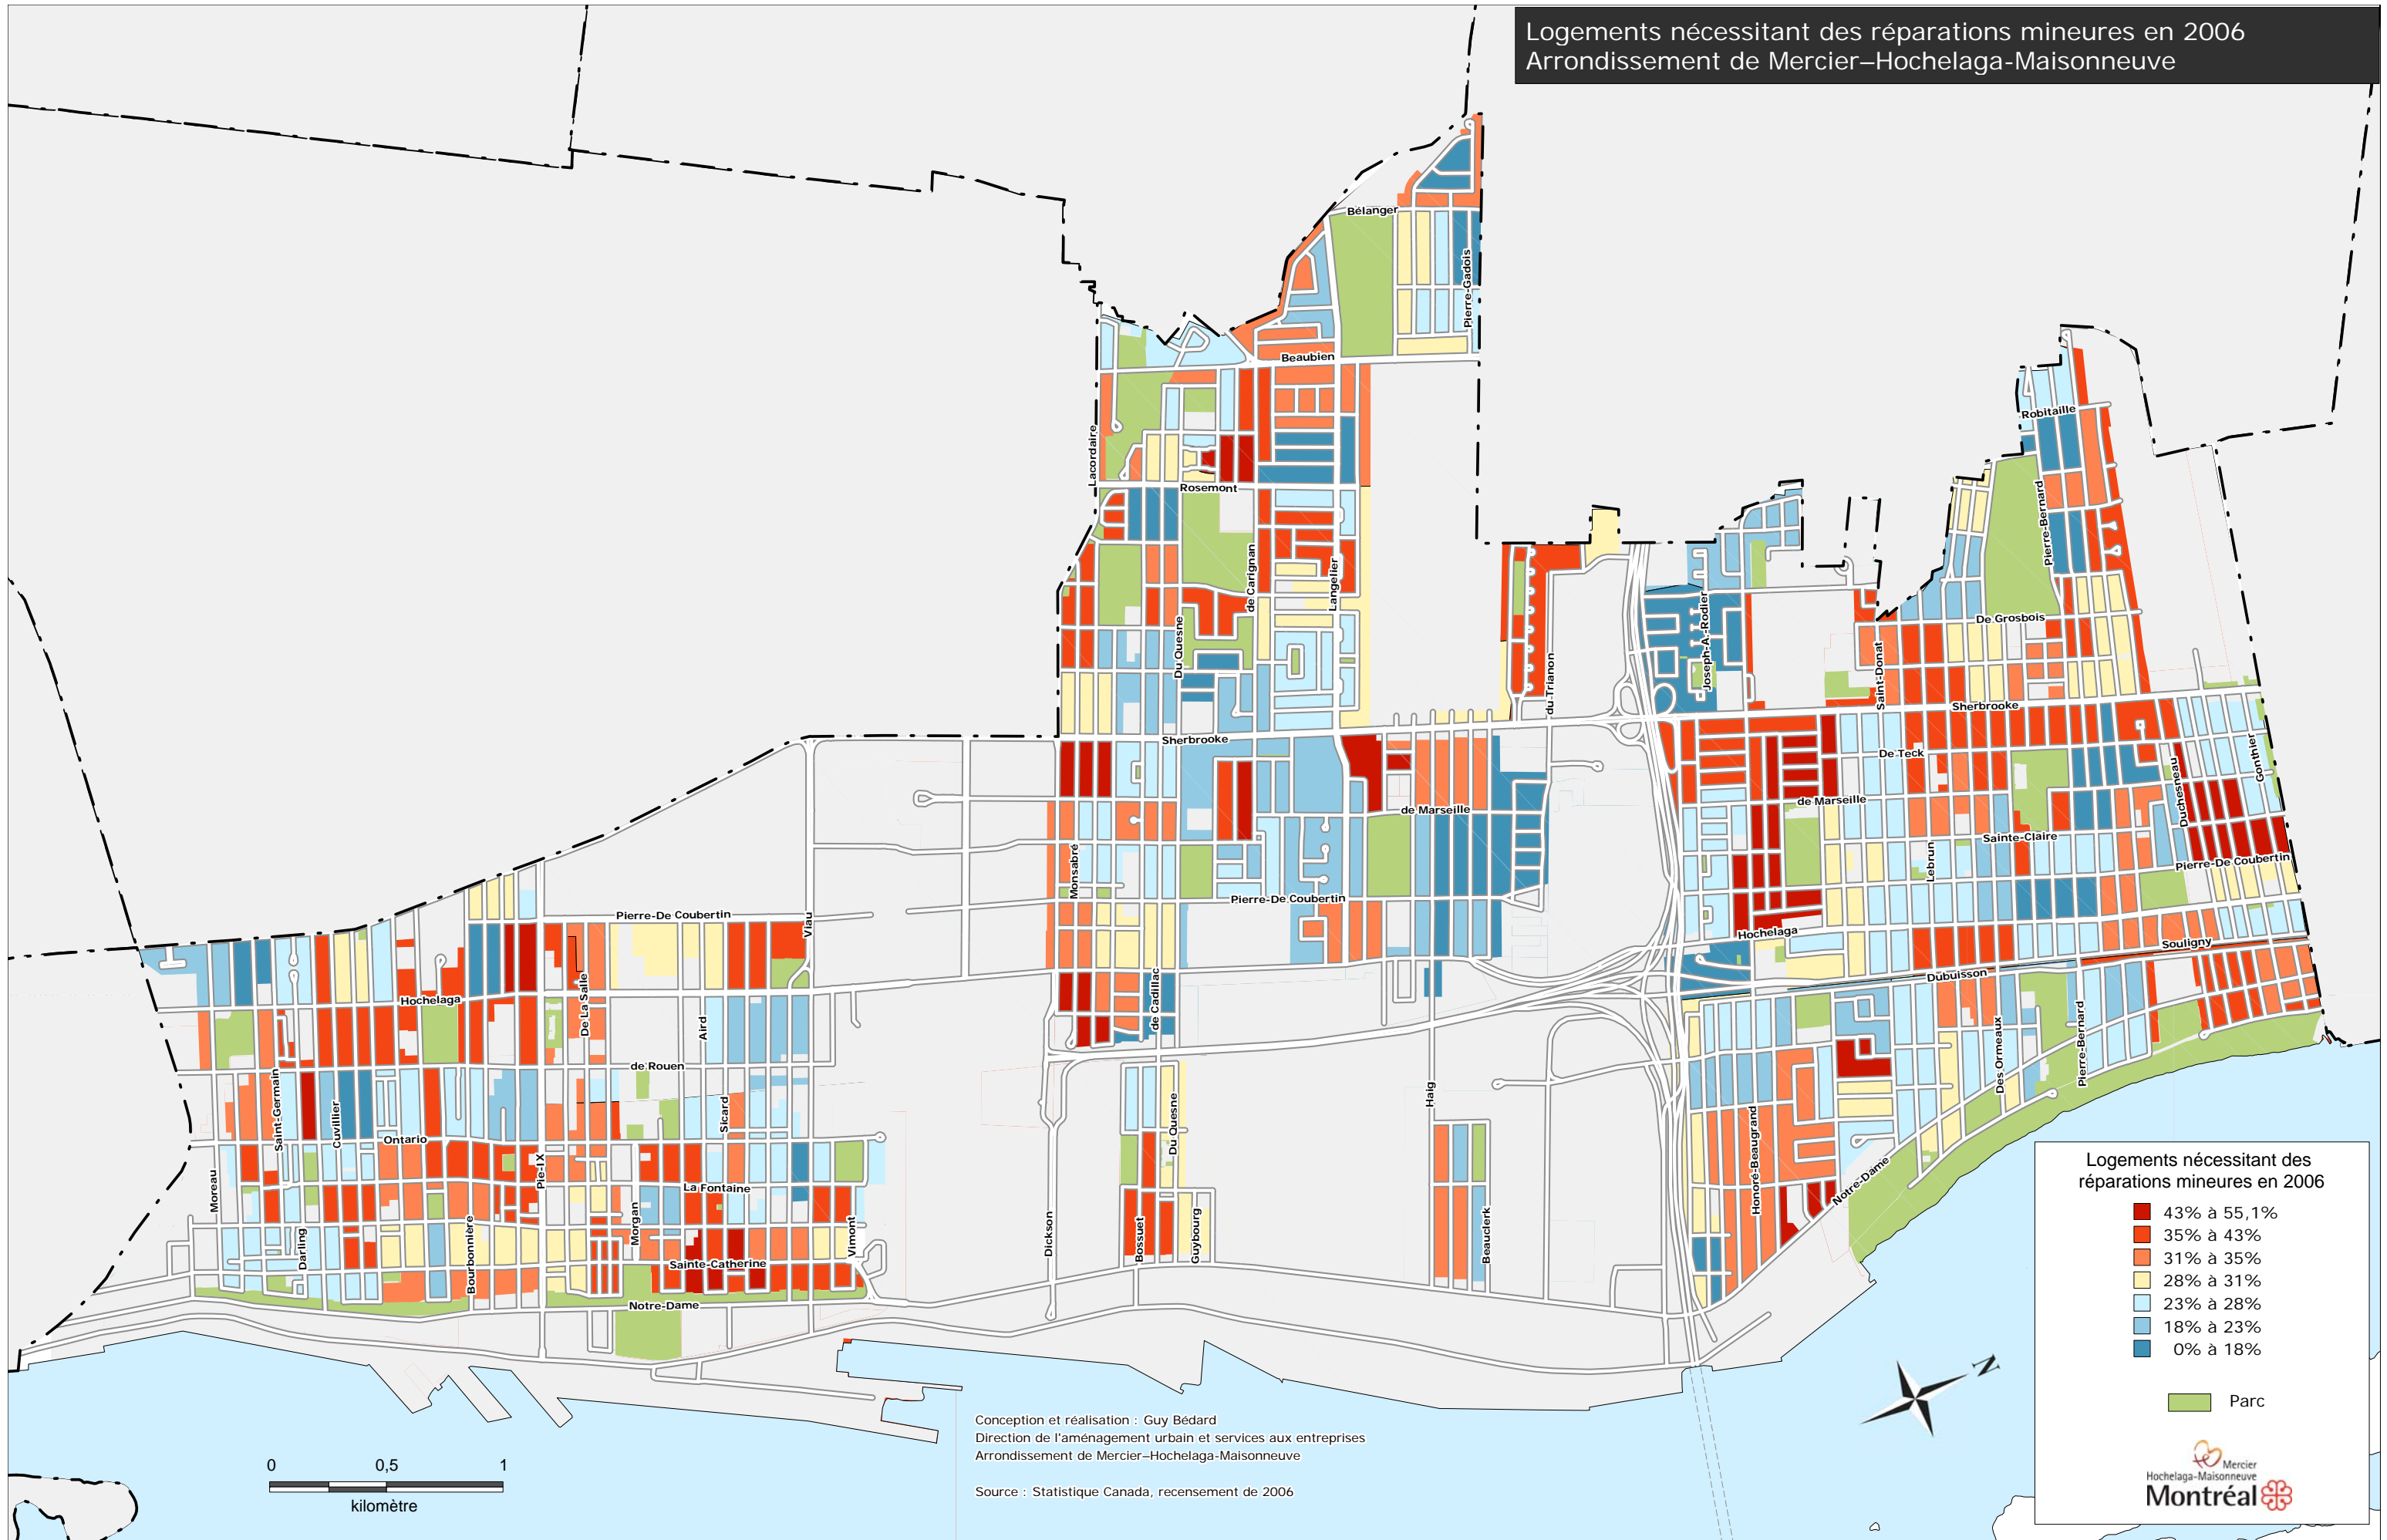 Logements nécessitant des réparations mineures en 2006
Arrondissement de Mercier–Hochelaga-Maisonneuve
Bélanger
Pierre-Gadois
Beaubien
Lacordaire
Rosemont
de Carignan
Langelier
Du Quesne
Sherbrooke
du Trianon
Joseph-A.-Rodier
Robitaille
Pierre-Bernard
De Grosbois
Saint-Donat
Sherbrooke
De Teck
Gonthier
Duchesneau
de Marseille
de Marseille
Sainte-Claire
Lebrun
Pierre-De Coubertin
Monsabré
Pierre-De Coubertin
Pierre-De Coubertin
Viau
Hochelaga
Souligny
Dubuisson
De La Salle
Hochelaga
Aird
de Cadillac
Des Ormeaux
Pierre-Bernard
de Rouen
Saint-Germain
Cuvillier
Ontario
Sicard
Du Quesne
Haig
Honoré-Beaugrand
Moreau
Pie-IX
La Fontaine
Notre-Dame
Darling
Bourbonnière
Morgan
Vimont
Dickson
Bossuet
Guybourg
Beauclerk
Sainte-Catherine
Notre-Dame
Logements nécessitant des
réparations mineures en 2006
43% à 55,1%
35% à 43%
31% à 35%
28% à 31%
23% à 28%
18% à 23%
0% à 18%
Parc
N
Mercier
Hochelaga-Maisonneuve
Montréal
Conception et réalisation : Guy Bédard
Direction de l'aménagement urbain et services aux entreprises
Arrondissement de Mercier–Hochelaga-Maisonneuve
Source : Statistique Canada, recensement de 2006
0 0,5 1
kilomètre